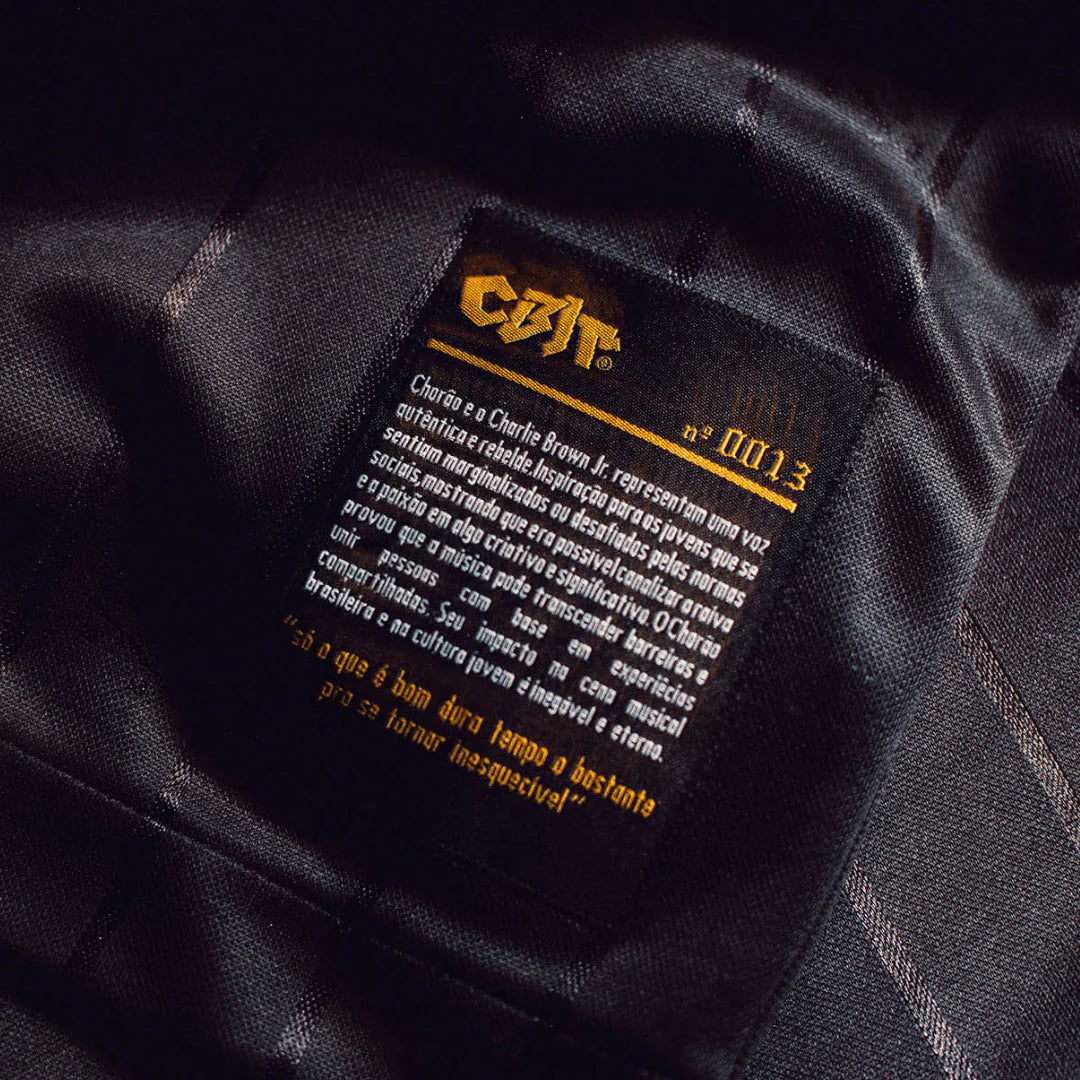 CBJr®
nº 0013
Chorão e o Charlie Brown Jr. representam uma voz
autêntica e rebelde.Inspiração para os jovens que se
sentiam marginalizados ou desafiados pelas normas
sociais,mostrando que era possível canalizar a raiva
e a paixão em algo criativo e significativo. O Chorão
provou que a música pode transcender barreiras e
unir pessoas com base em experiêcias
compartilhadas. Seu impacto na cena musical
brasileira e na cultura jovem é inegável e eterno.
“só o que é bom dura tempo o bastante
pra se tornar inesquecível”